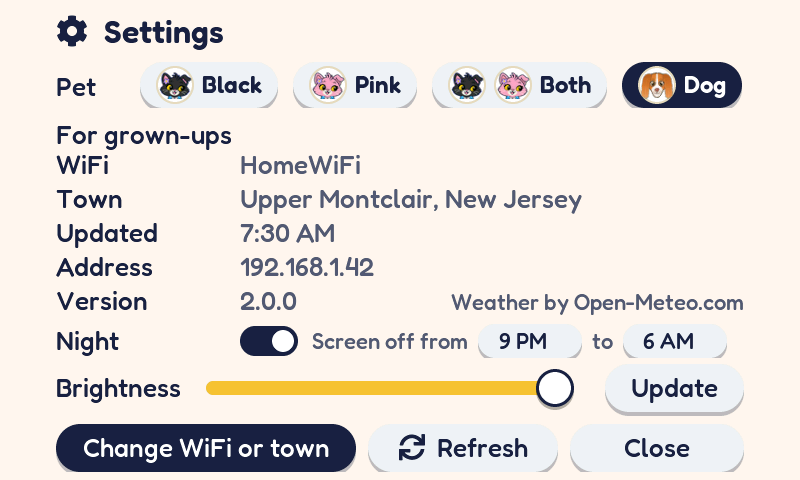 Settings
Pet Black Pink Both Dog
For grown-ups
WiFi HomeWiFi
Town Upper Montclair, New Jersey
Updated 7:30 AM
Address 192.168.1.42
Version 2.0.0 Weather by Open-Meteo.com
Night Screen off from 9 PM to 6 AM
Brightness Update
Change WiFi or town Refresh Close